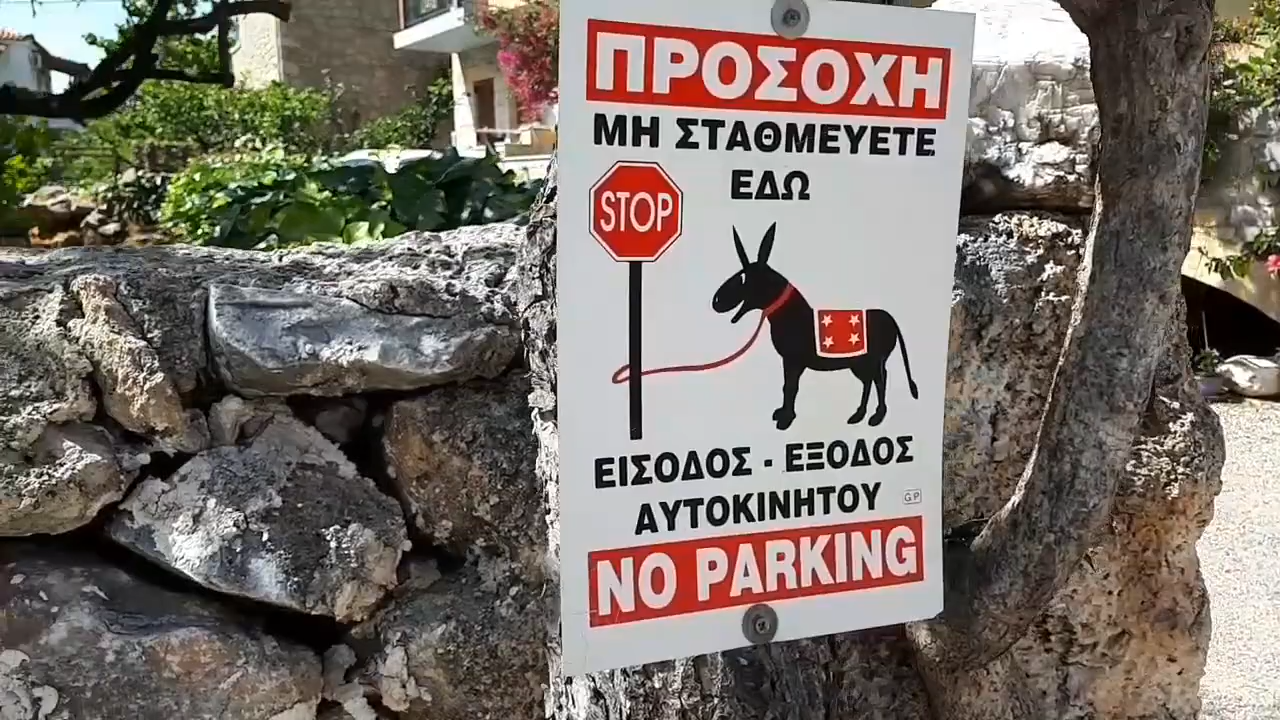 ΠΡΟΣΟΧΗ
ΜΗ ΣΤΑΘΜΕΥΕΤΕ
ΕΔΩ
STOP
ΕΙΣΟΔΟΣ - ΕΞΟΔΟΣ
ΑΥΤΟΚΙΝΗΤΟΥ
GP
NO PARKING